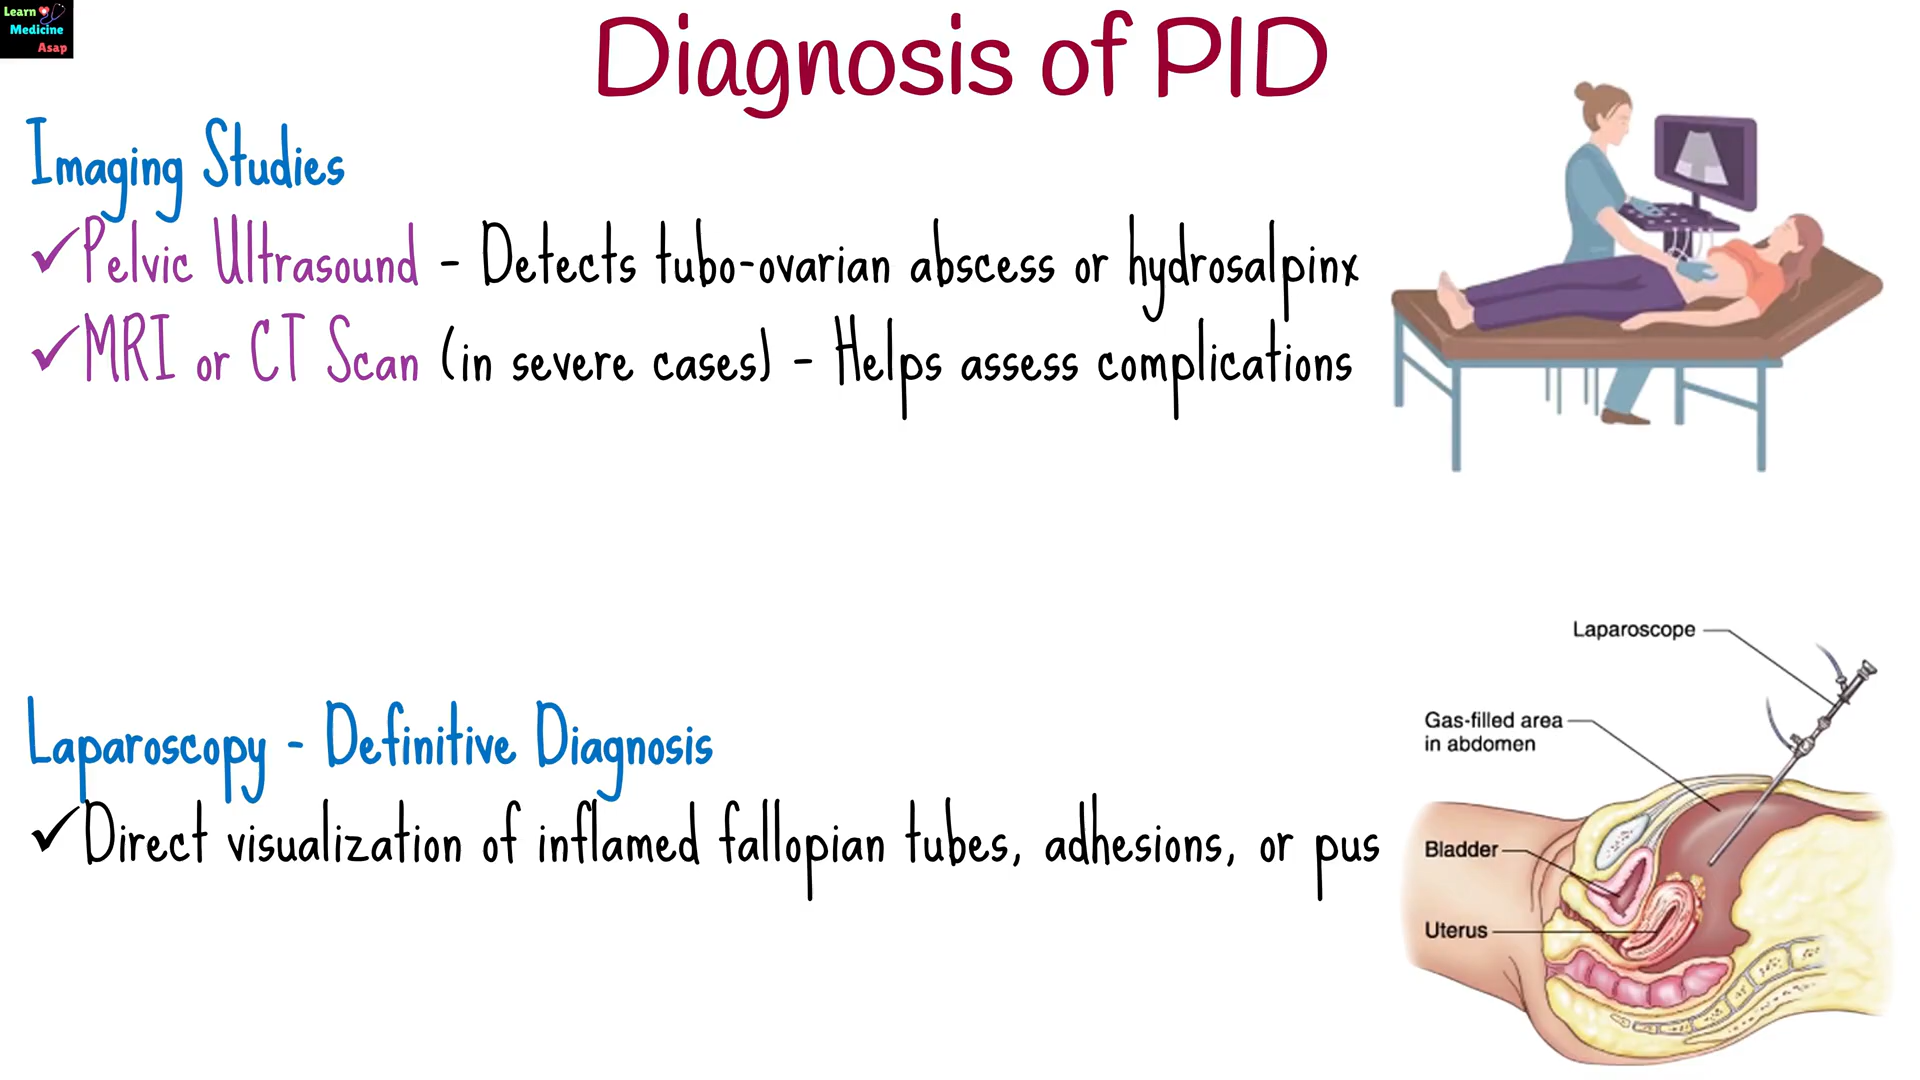 Learn
Medicine
Asap
Diagnosis of PID
Imaging Studies
✓Pelvic Ultrasound - Detects tubo-ovarian abscess or hydrosalpinx
✓MRI or CT Scan (in severe cases) - Helps assess complications
Laparoscopy - Definitive Diagnosis
✓Direct visualization of inflamed fallopian tubes, adhesions, or pus
Laparoscope
Gas-filled area
in abdomen
Bladder
Uterus